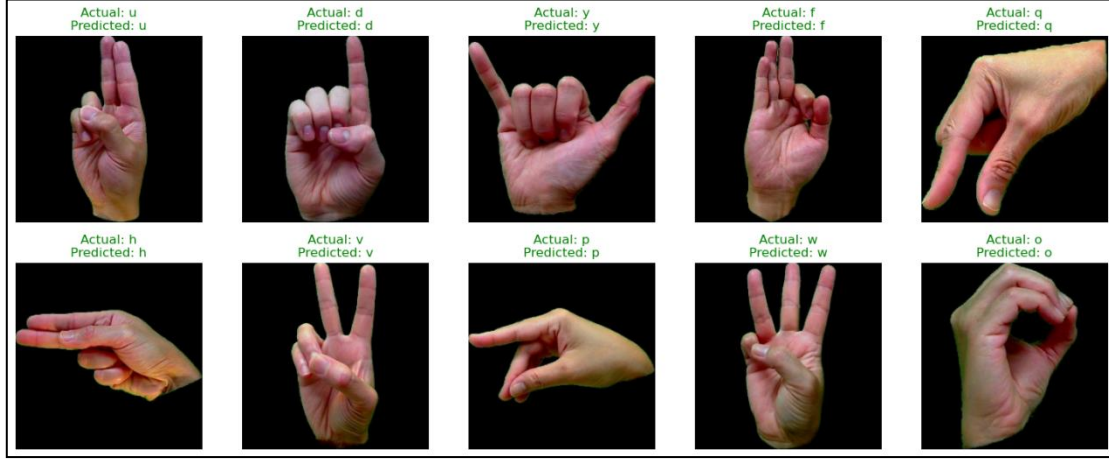 Actual: u
Predicted: u
Actual: d
Predicted: d
Actual: y
Predicted: y
Actual: f
Predicted: f
Actual: q
Predicted: q
Actual: h
Predicted: h
Actual: v
Predicted: v
Actual: p
Predicted: p
Actual: w
Predicted: w
Actual: o
Predicted: o